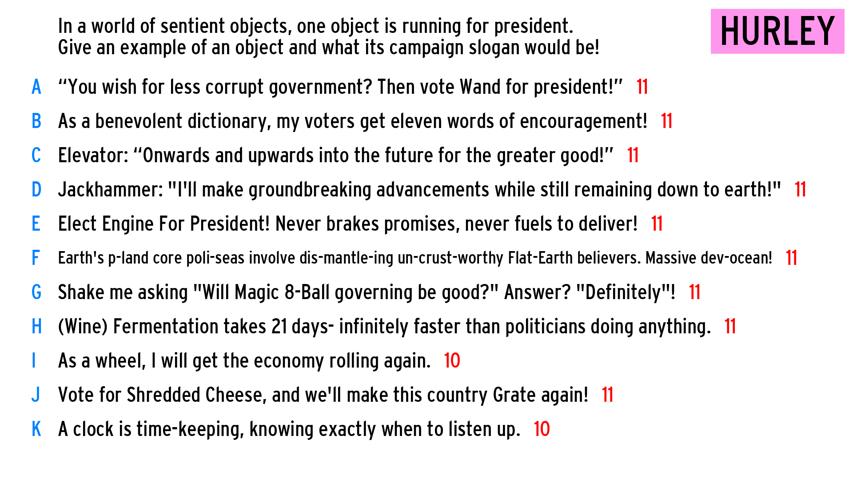 In a world of sentient objects, one object is running for president.
Give an example of an object and what its campaign slogan would be!
HURLEY
A “You wish for less corrupt government? Then vote Wand for president!” 11
B As a benevolent dictionary, my voters get eleven words of encouragement! 11
C Elevator: “Onwards and upwards into the future for the greater good!” 11
D Jackhammer: "I'll make groundbreaking advancements while still remaining down to earth!" 11
E Elect Engine For President! Never brakes promises, never fuels to deliver! 11
F Earth's p-land core poli-seas involve dis-mantle-ing un-crust-worthy Flat-Earth believers. Massive dev-ocean! 11
G Shake me asking "Will Magic 8-Ball governing be good?" Answer? "Definitely"! 11
H (Wine) Fermentation takes 21 days- infinitely faster than politicians doing anything. 11
I As a wheel, I will get the economy rolling again. 10
J Vote for Shredded Cheese, and we'll make this country Grate again! 11
K A clock is time-keeping, knowing exactly when to listen up. 10